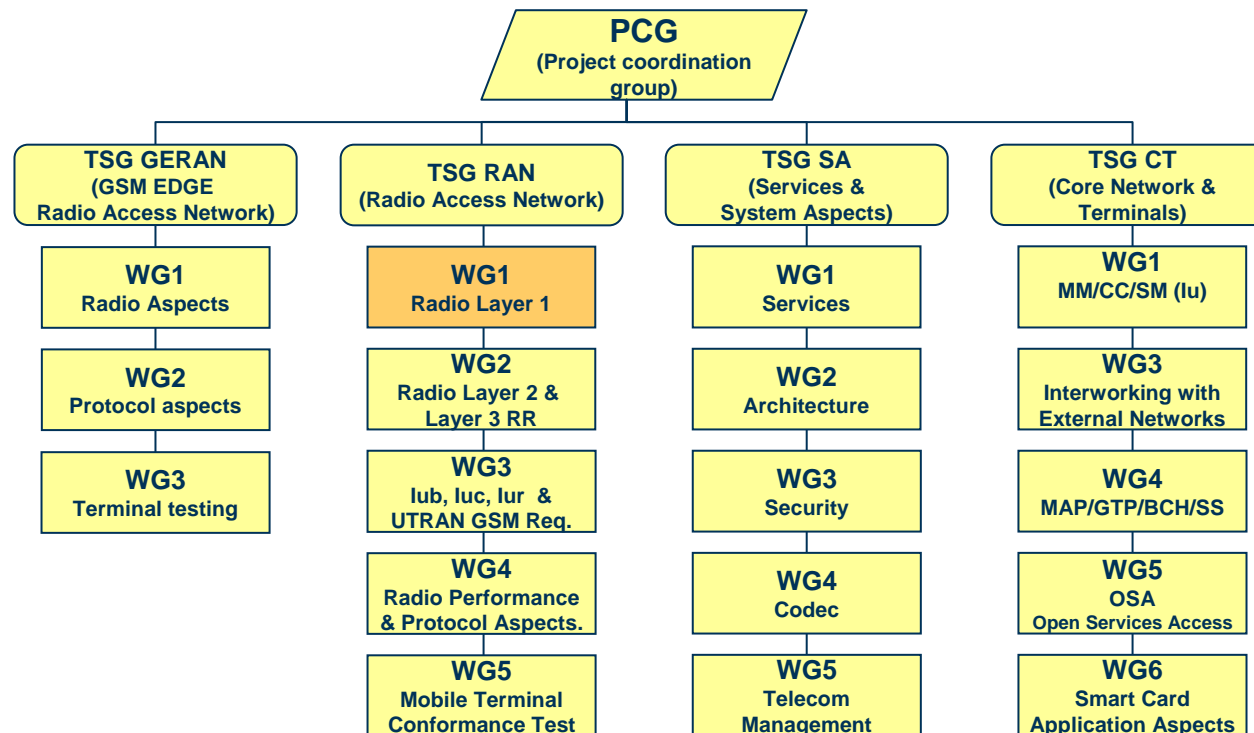 PCG
(Project coordination
group)
TSG GERAN
(GSM EDGE
Radio Access Network)
WG1
Radio Aspects
WG2
Protocol aspects
WG3
Terminal testing
TSG RAN
(Radio Access Network)
WG1
Radio Layer 1
WG2
Radio Layer 2 &
Layer 3 RR
WG3
Iub, Iuc, Iur &
UTRAN GSM Req.
WG4
Radio Performance
& Protocol Aspects.
WG5
Mobile Terminal
Conformance Test
TSG SA
(Services &
System Aspects)
WG1
Services
WG2
Architecture
WG3
Security
WG4
Codec
WG5
Telecom
Management
TSG CT
(Core Network &
Terminals)
WG1
MM/CC/SM (Iu)
WG3
Interworking with
External Networks
WG4
MAP/GTP/BCH/SS
WG5
OSA
Open Services Access
WG6
Smart Card
Application Aspects